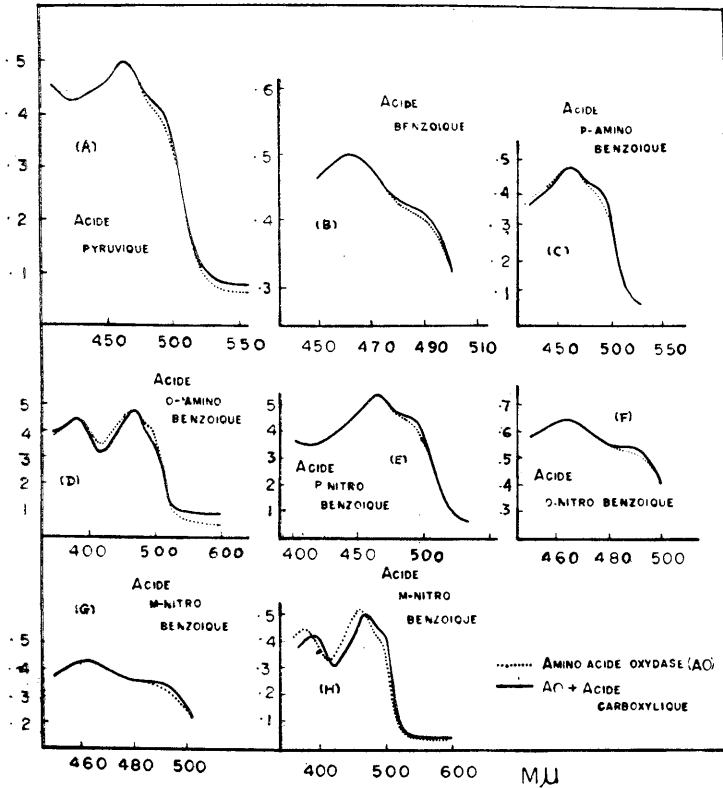 .5
.4
.3
.2
.1
(A)
ACIDE
PYRUVIQUE
450 500 550
.6
.5
.4
.3
ACIDE
BENZOIQUE
(B)
450 470 490 510
ACIDE
P-AMINO
BENZOIQUE
.5
.4
.3
.2
.1
(C)
450 500 550
ACIDE
O-AMINO
BENZOIQUE
5
4
3
2
1
(D)
400 500 600
5
4
3
2
1
(E)
ACIDE
P NITRO
BENZOIQUE
400 450 500
.7
.6
.5
.4
.3
(F)
ACIDE
O-NITRO BENZOIQUE
460 480 500
ACIDE
(G)
M-NITRO
BENZOIQUE
.5
.4
.3
.2
460 480 500
ACIDE
M-NITRO
BENZOIQUE
.5
.4
.3
.2
.1
(H)
400 500 600
AMINO ACIDE OXYDASE (AO)
AO + ACIDE
CARBOXYLIQUE
Mμ